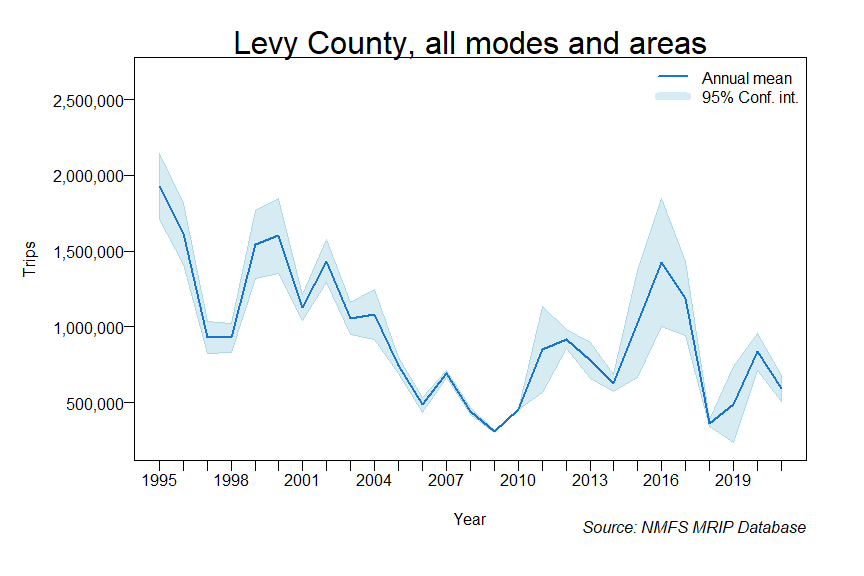 Levy County, all modes and areas
Annual mean
95% Conf. int.
2,500,000
2,000,000
1,500,000
1,000,000
500,000
Trips
1995 1998 2001 2004 2007 2010 2013 2016 2019
Year
Source: NMFS MRIP Database